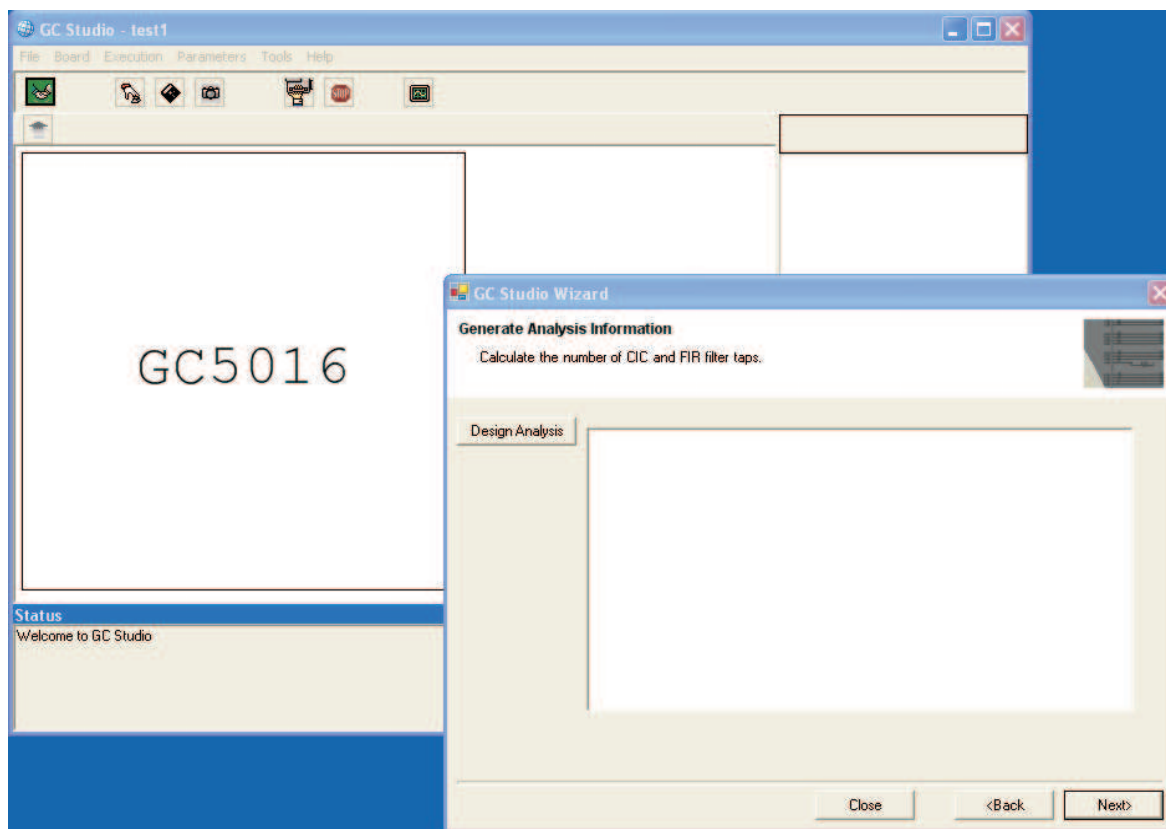 GC Studio - test1
File Board Execution Parameters Tools Help
STOP
GC5016
Status
Welcome to GC Studio
GC Studio Wizard
Generate Analysis Information
Calculate the number of CIC and FIR filter taps.
Design Analysis
Close <Back Next>